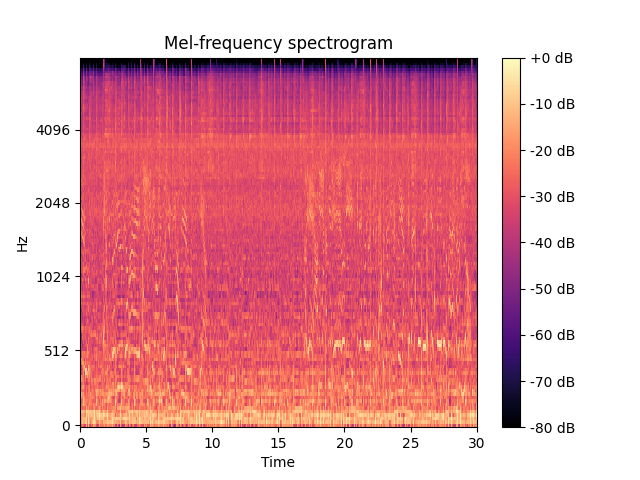 Mel-frequency spectrogram
Hz
4096
2048
1024
512
0
0 5 10 15 20 25 30
Time
+0 dB
-10 dB
-20 dB
-30 dB
-40 dB
-50 dB
-60 dB
-70 dB
-80 dB